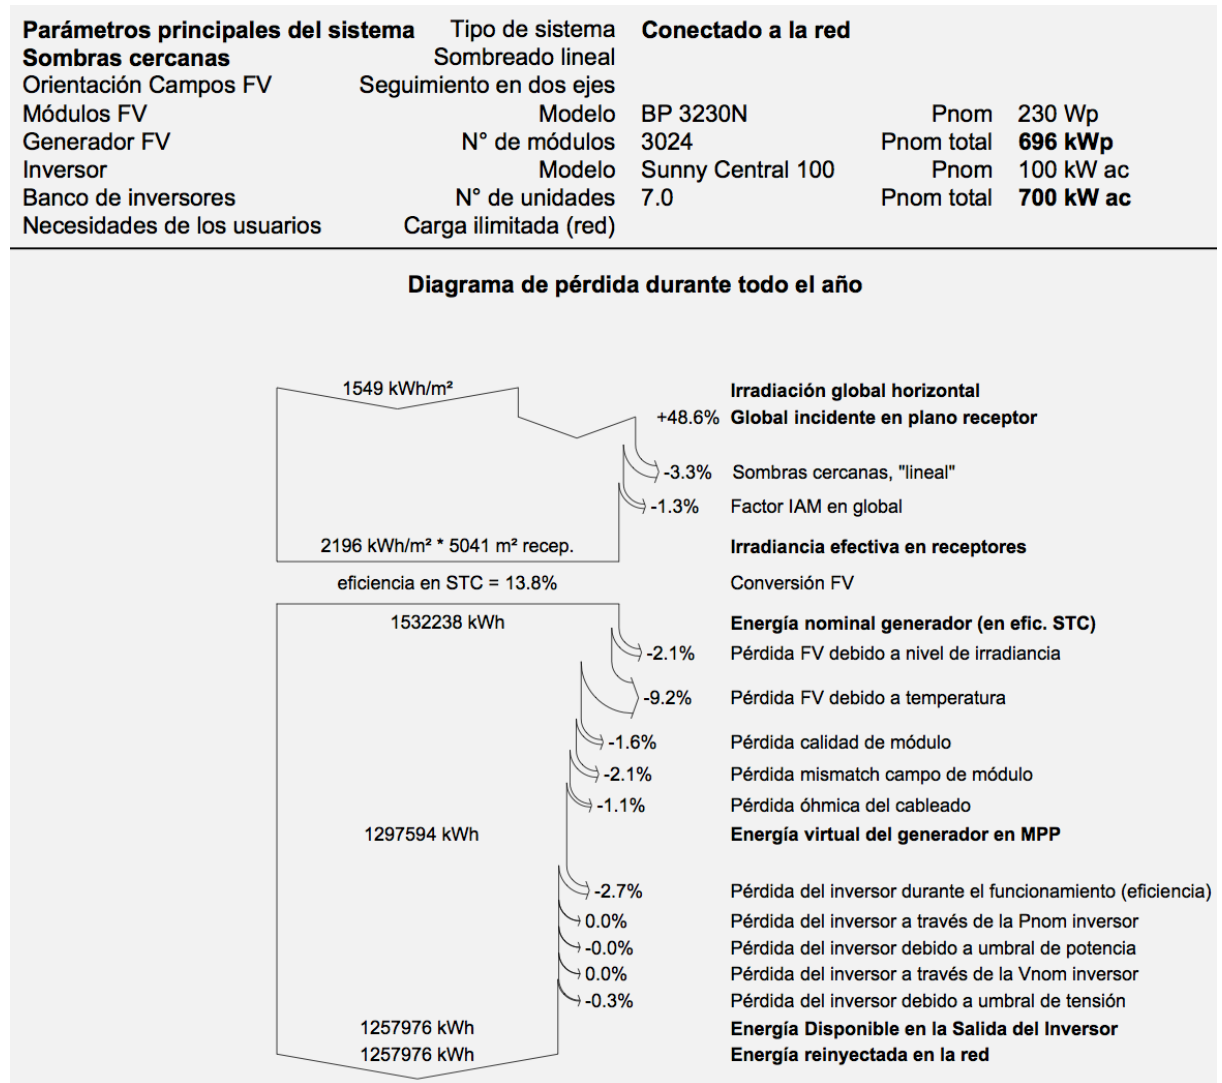 Parámetros principales del sistema Tipo de sistema Conectado a la red
Sombras cercanas Sombreado lineal
Orientación Campos FV Seguimiento en dos ejes
Módulos FV Modelo BP 3230N Pnom 230 Wp
Generador FV N° de módulos 3024 Pnom total 696 kWp
Inversor Modelo Sunny Central 100 Pnom 100 kW ac
Banco de inversores N° de unidades 7.0 Pnom total 700 kW ac
Necesidades de los usuarios Carga ilimitada (red)
Diagrama de pérdida durante todo el año
1549 kWh/m² Irradiación global horizontal
+48.6% Global incidente en plano receptor
-3.3% Sombras cercanas, "lineal"
-1.3% Factor IAM en global
2196 kWh/m² * 5041 m² recep. Irradiancia efectiva en receptores
eficiencia en STC = 13.8% Conversión FV
1532238 kWh Energía nominal generador (en efic. STC)
-2.1% Pérdida FV debido a nivel de irradiancia
-9.2% Pérdida FV debido a temperatura
-1.6% Pérdida calidad de módulo
-2.1% Pérdida mismatch campo de módulo
-1.1% Pérdida óhmica del cableado
1297594 kWh Energía virtual del generador en MPP
-2.7% Pérdida del inversor durante el funcionamiento (eficiencia)
0.0% Pérdida del inversor a través de la Pnom inversor
-0.0% Pérdida del inversor debido a umbral de potencia
0.0% Pérdida del inversor a través de la Vnom inversor
-0.3% Pérdida del inversor debido a umbral de tensión
1257976 kWh Energía Disponible en la Salida del Inversor
1257976 kWh Energía reinyectada en la red